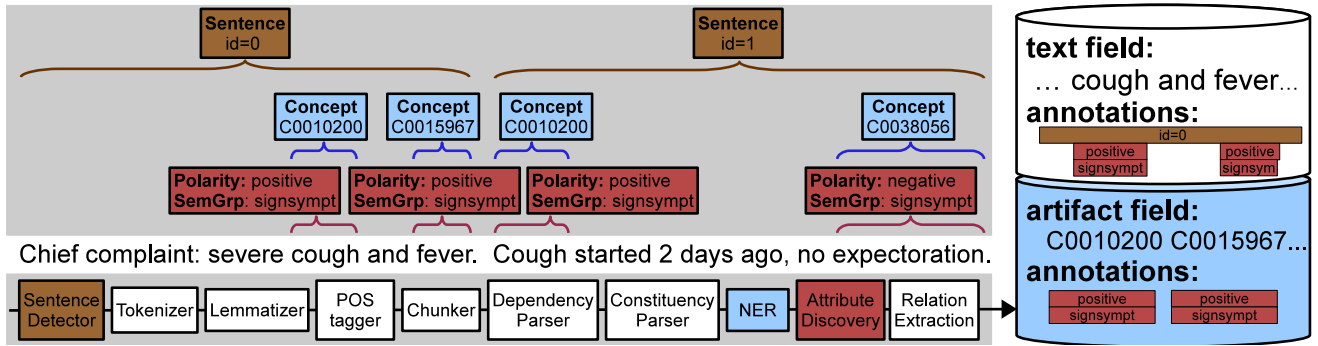 Sentence
id=0
Sentence
id=1
Concept
C0010200
Concept
C0015967
Concept
C0010200
Concept
C0038056
Polarity: positive
SemGrp: signsympt
Polarity: positive
SemGrp: signsympt
Polarity: positive
SemGrp: signsympt
Polarity: negative
SemGrp: signsympt
Chief complaint: severe cough and fever. Cough started 2 days ago, no expectoration.
Sentence
Detector
Tokenizer
Lemmatizer
POS
tagger
Chunker
Dependency
Parser
Constituency
Parser
NER
Attribute
Discovery
Relation
Extraction
text field:
... cough and fever...
annotations:
id=0
positive
signsympt
positive
signsym
artifact field:
C0010200 C0015967...
annotations:
positive
signsympt
positive
signsympt